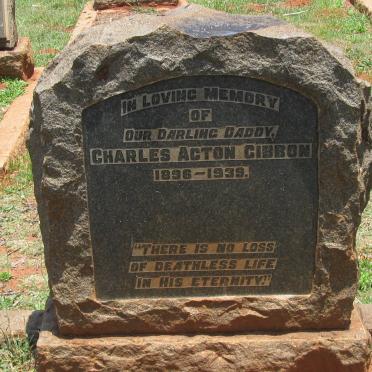 IN LOVING MEMORY
OF
OUR DARLING DADDY,
CHARLES ACTON GIBBON
1896-1939.
"THERE IS NO LOSS
OF DEATHLESS LIFE
IN HIS ETERNITY."